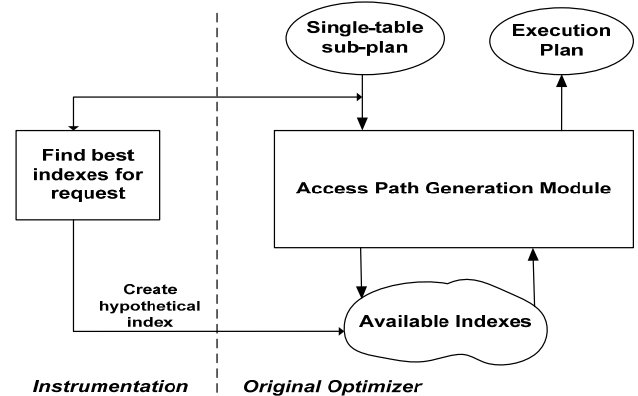 Single-table
sub-plan
Execution
Plan
Find best
indexes for
request
Access Path Generation Module
Create
hypothetical
index
Available Indexes
Instrumentation
Original Optimizer